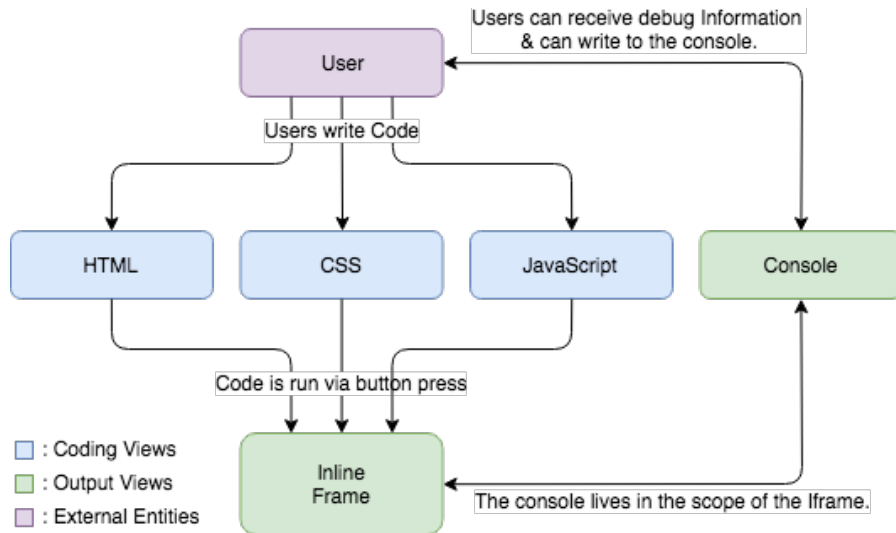 Users can receive debug Information
& can write to the console.
User
Users write Code
HTML
CSS
JavaScript
Console
Code is run via button press
Inline
Frame
: Coding Views
: Output Views
: External Entities
The console lives in the scope of the Iframe.